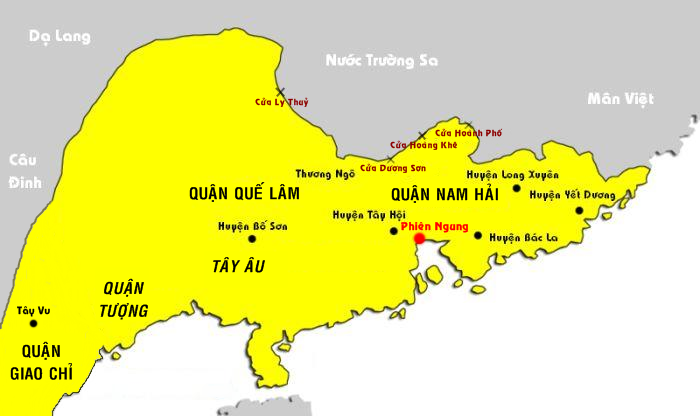 Dạ Lang
Nước Trường Sa
Mân Việt
Cửa Ly Thuỷ
Cửa Hoành Phố
Cửa Hoàng Khê
Câu
Đinh
Cửa Dương Sơn
Thương Ngô
Huyện Long Xuyên
QUẬN QUẾ LÂM
QUẬN NAM HẢI
Huyện Yết Dương
Huyện Tây Hội
Huyện Bố Sơn
Phiên Ngung
Huyện Bác La
TÂY ÂU
QUẬN
TƯỢNG
Tây Vu
QUẬN
GIAO CHỈ